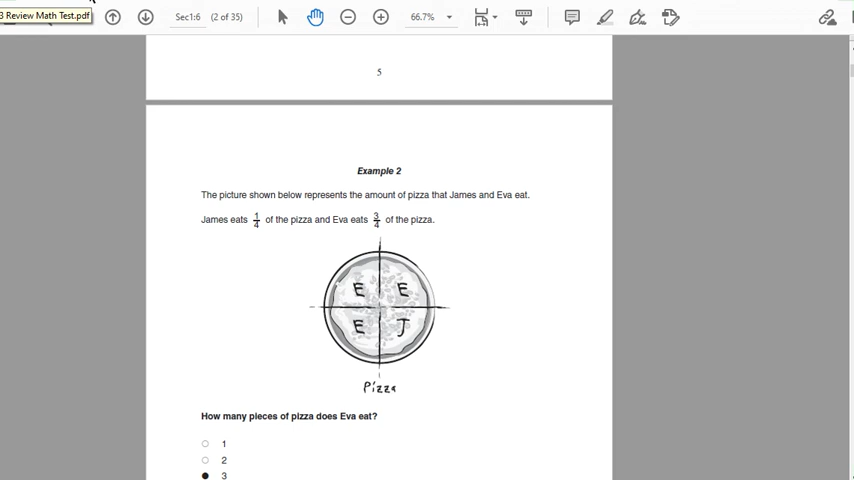 3 Review Math Test.pdf
Sec1:6 (2 of 35) 66.7%
5
Example 2
The picture shown below represents the amount of pizza that James and Eva eat.
James eats 1/4 of the pizza and Eva eats 3/4 of the pizza.
E E
E J
Pizza
How many pieces of pizza does Eva eat?
1
2
3